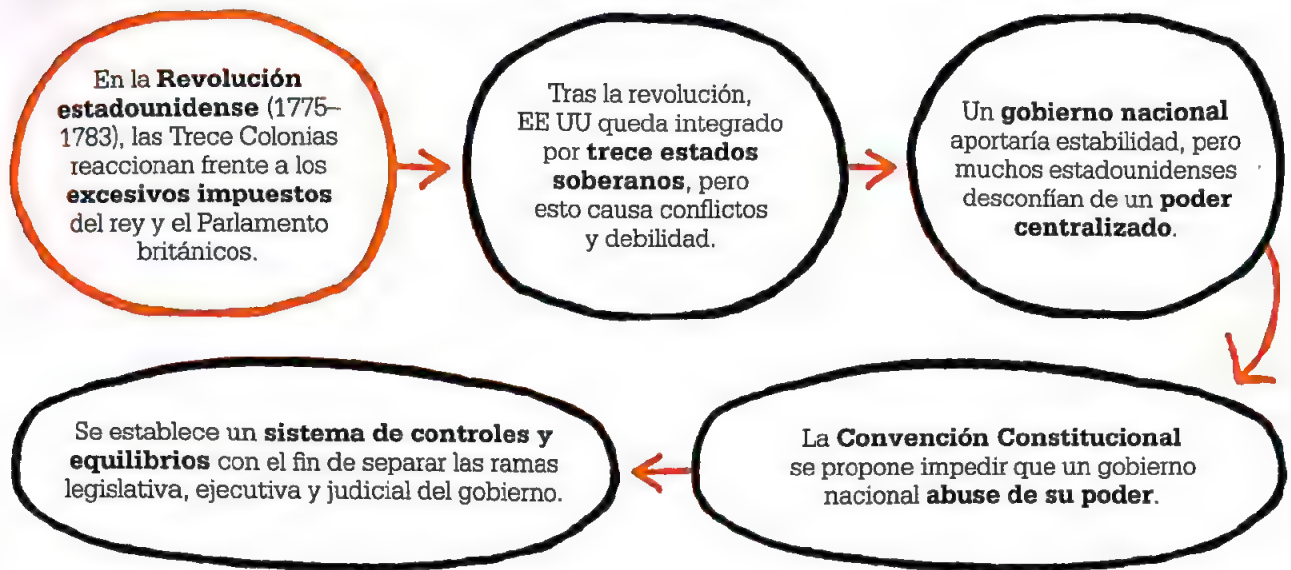 En la Revolución
estadounidense (1775–
1783), las Trece Colonias
reaccionan frente a los
excesivos impuestos
del rey y el Parlamento
británicos.
Tras la revolución,
EE UU queda integrado
por trece estados
soberanos, pero
esto causa conflictos
y debilidad.
Un gobierno nacional
aportaría estabilidad, pero
muchos estadounidenses
desconfían de un poder
centralizado.
La Convención Constitucional
se propone impedir que un gobierno
nacional abuse de su poder.
Se establece un sistema de controles y
equilibrios con el fin de separar las ramas
legislativa, ejecutiva y judicial del gobierno.